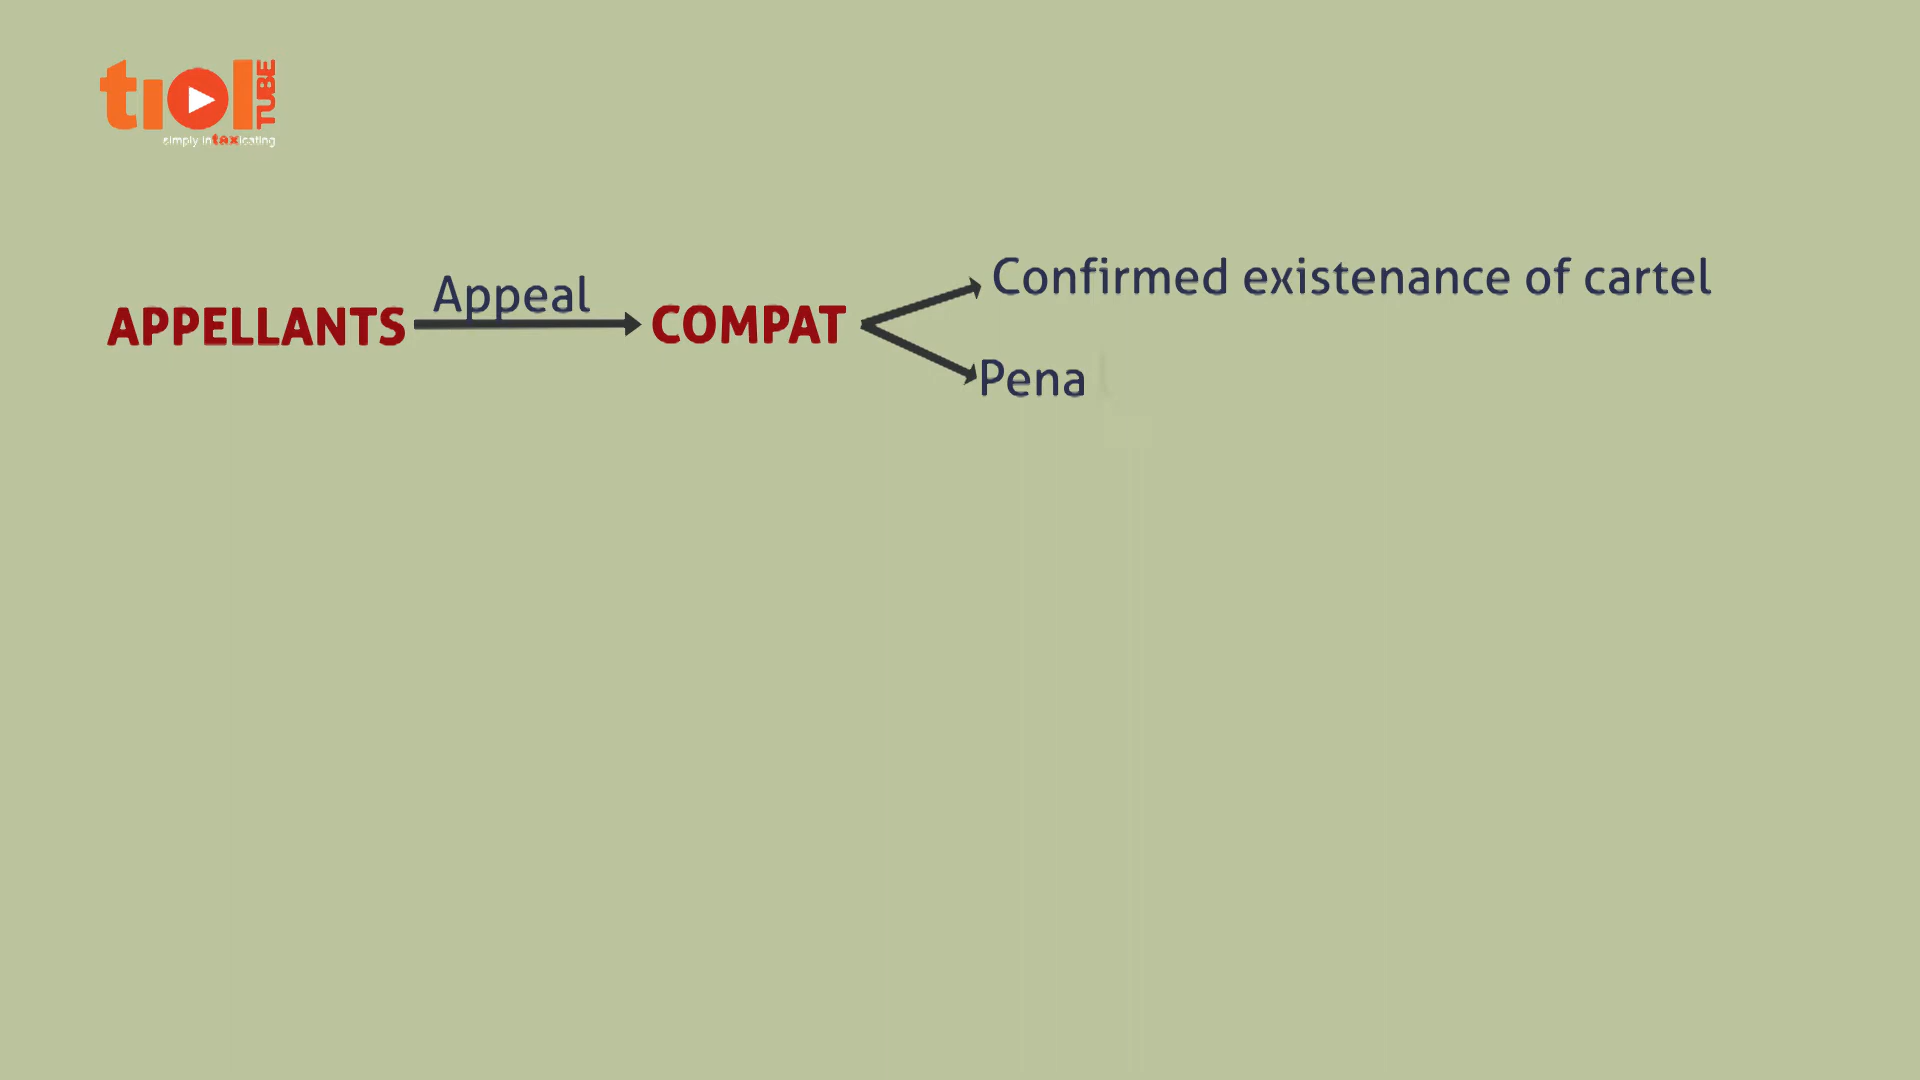 tiol TUBE
simply intaxicating
Appeal
APPELLANTS
COMPAT
Confirmed existenance of cartel
Pena